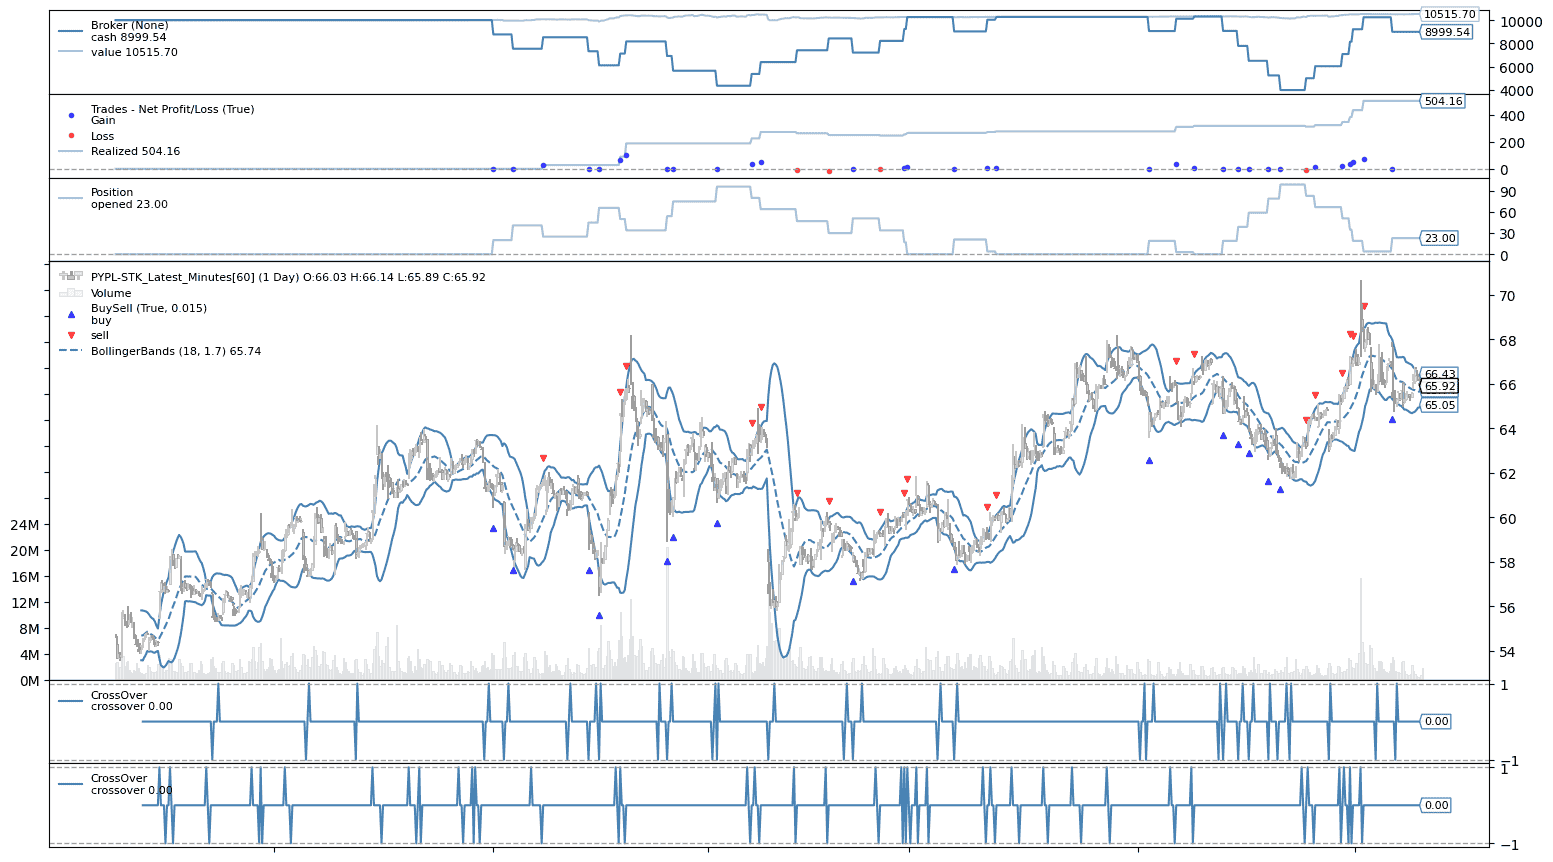 Broker (None)
cash 8999.54
value 10515.70
10515.70
8999.54
10000
8000
6000
4000
Trades - Net Profit/Loss (True)
Gain
Loss
Realized 504.16
504.16
400
200
0
Position
opened 23.00
23.00
90
60
30
0
PYPL-STK_Latest_Minutes[60] (1 Day) O:66.03 H:66.14 L:65.89 C:65.92
Volume
BuySell (True, 0.015)
buy
sell
BollingerBands (18, 1.7) 65.74
70
68
66
64
62
60
58
56
54
66.43
65.92
65.05
24M
20M
16M
12M
8M
4M
0M
CrossOver
crossover 0.00
0.00
1
−1
CrossOver
crossover 0.00
0.00
1
−1